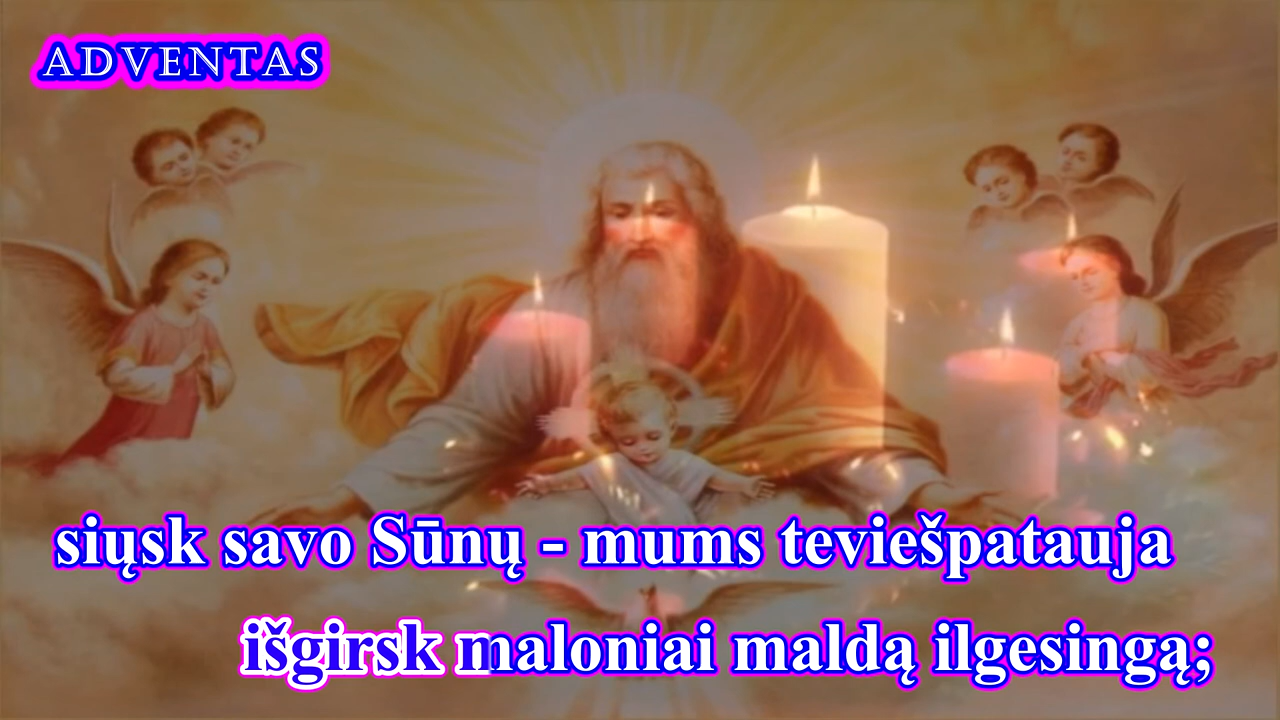 ADVENTAS
siųsk savo Sūnų - mums teviešpatauja
išgirsk maloniai maldą ilgesingą;